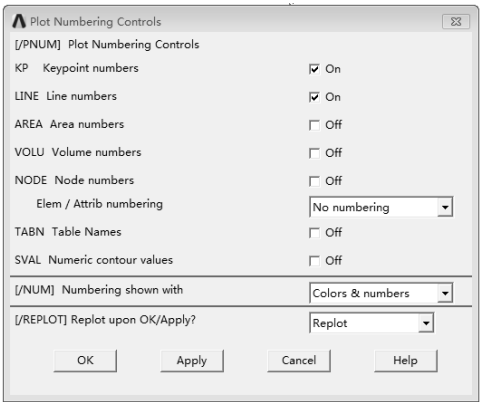 Plot Numbering Controls
[/PNUM] Plot Numbering Controls
KP Keypoint numbers On
LINE Line numbers On
AREA Area numbers Off
VOLU Volume numbers Off
NODE Node numbers Off
Elem / Attrib numbering No numbering
TABN Table Names Off
SVAL Numeric contour values Off
[/NUM] Numbering shown with Colors & numbers
[/REPLOT] Replot upon OK/Apply? Replot
OK Apply Cancel Help